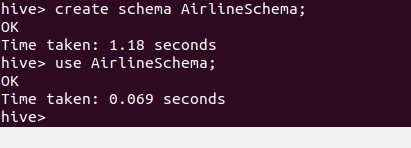 hive> create schema AirlineSchema;
OK
Time taken: 1.18 seconds
hive> use AirlineSchema;
OK
Time taken: 0.069 seconds
hive>